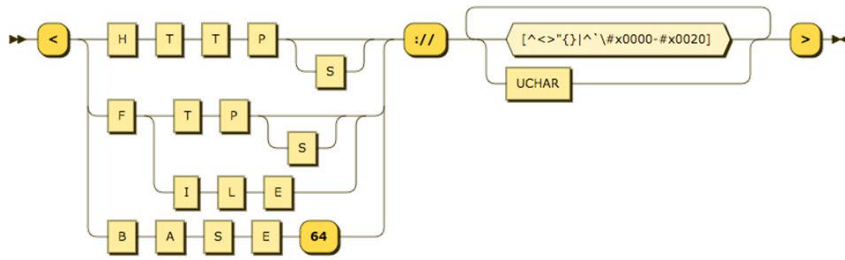 < H T T P :// [^<>"{}|^`\#x0000-#x0020] >
S UCHAR
F T P
S
I L E
B A S E 64